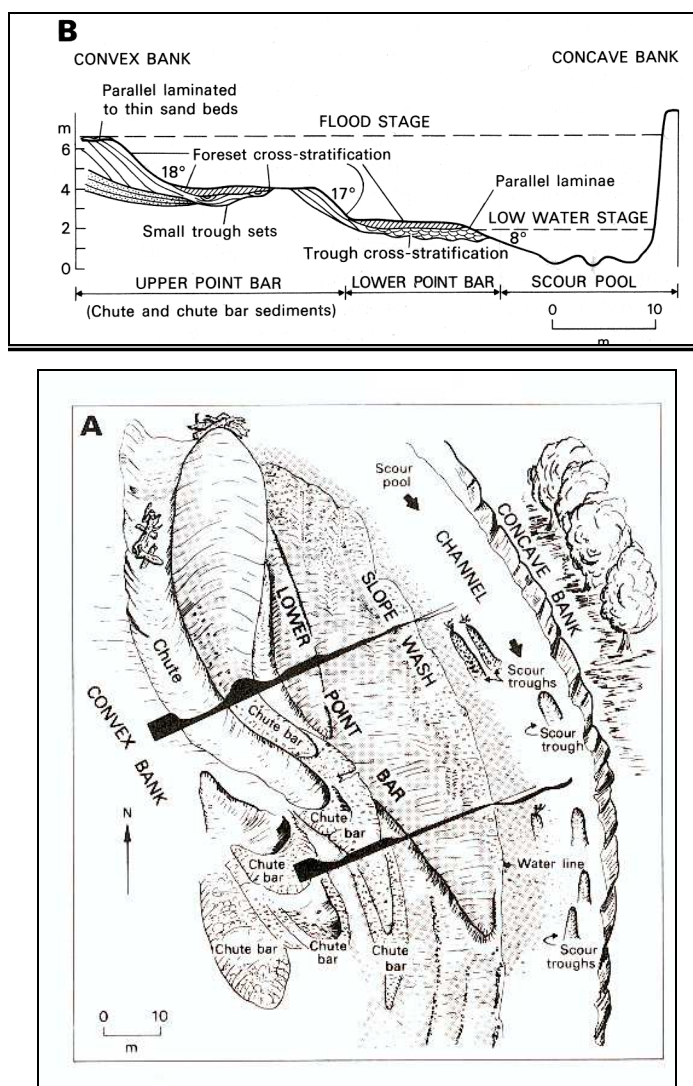 B
CONVEX BANK
CONCAVE BANK
Parallel laminated
to thin sand beds
FLOOD STAGE
m
6
Foreset cross-stratification
18°
17°
Parallel laminae
4
Small trough sets
LOW WATER STAGE
2
Trough cross-stratification
8°
0
UPPER POINT BAR
LOWER POINT BAR
SCOUR POOL
(Chute and chute bar sediments)
0
10
m
A
Scour
pool
CHANNEL
CONCAVE BANK
SLOPE
WASH
LOWER
POINT
BAR
Scour
troughs
Scour
trough
Chute
CONVEX BANK
Chute bar
N
Chute
bar
Chute
bar
Water line
Chute bar
Chute
bar
Chute
bar
Scour
troughs
0
10
m